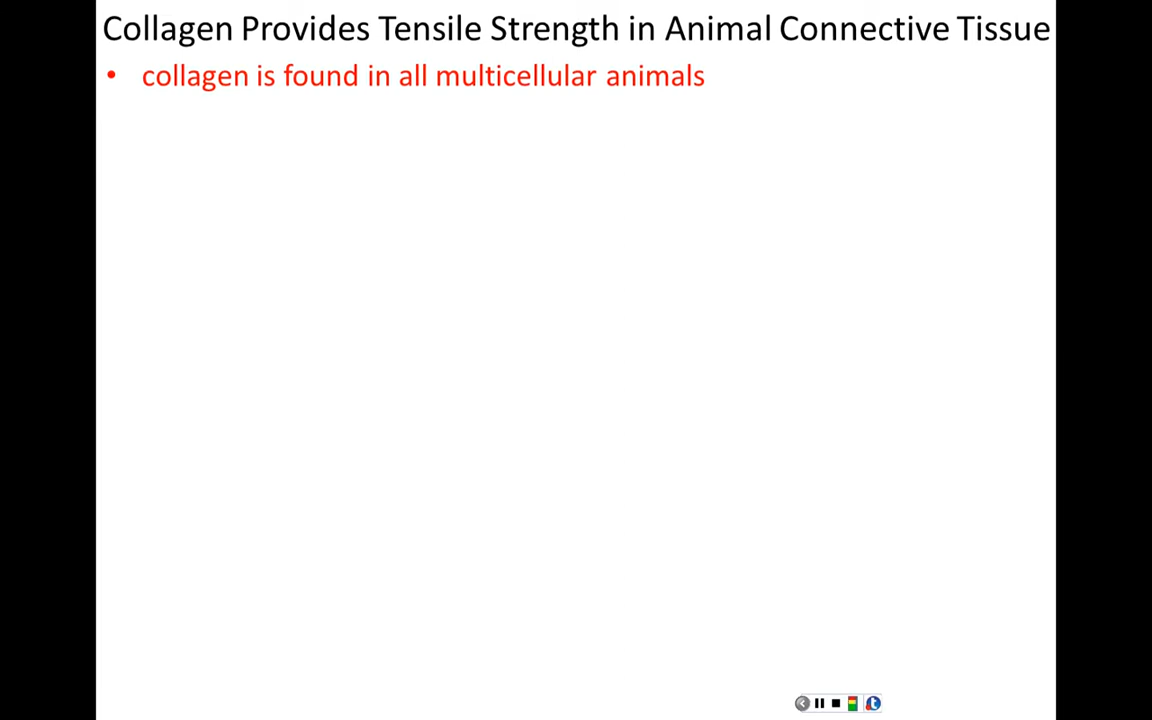 Collagen Provides Tensile Strength in Animal Connective Tissue
• collagen is found in all multicellular animals